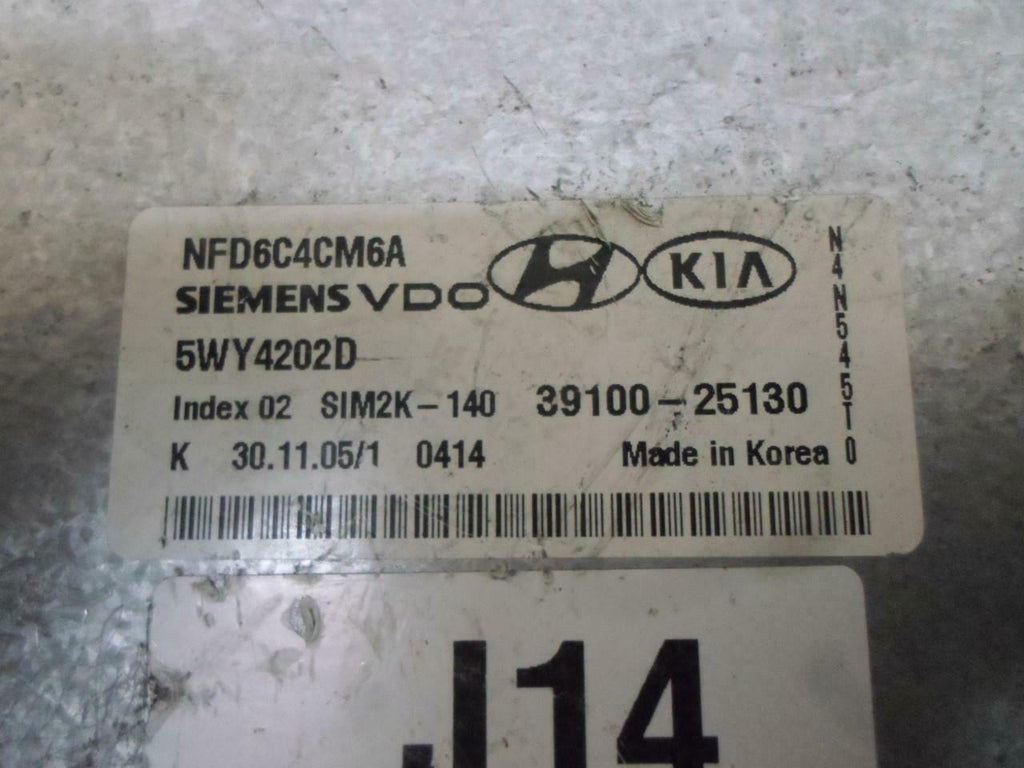 NFD6C4CM6A
SIEMENS VDO KIA
5WY4202D
Index 02 SIM2K-140 39100-25130
K 30.11.05/1 0414 Made in Korea
N4N5454T0
J14